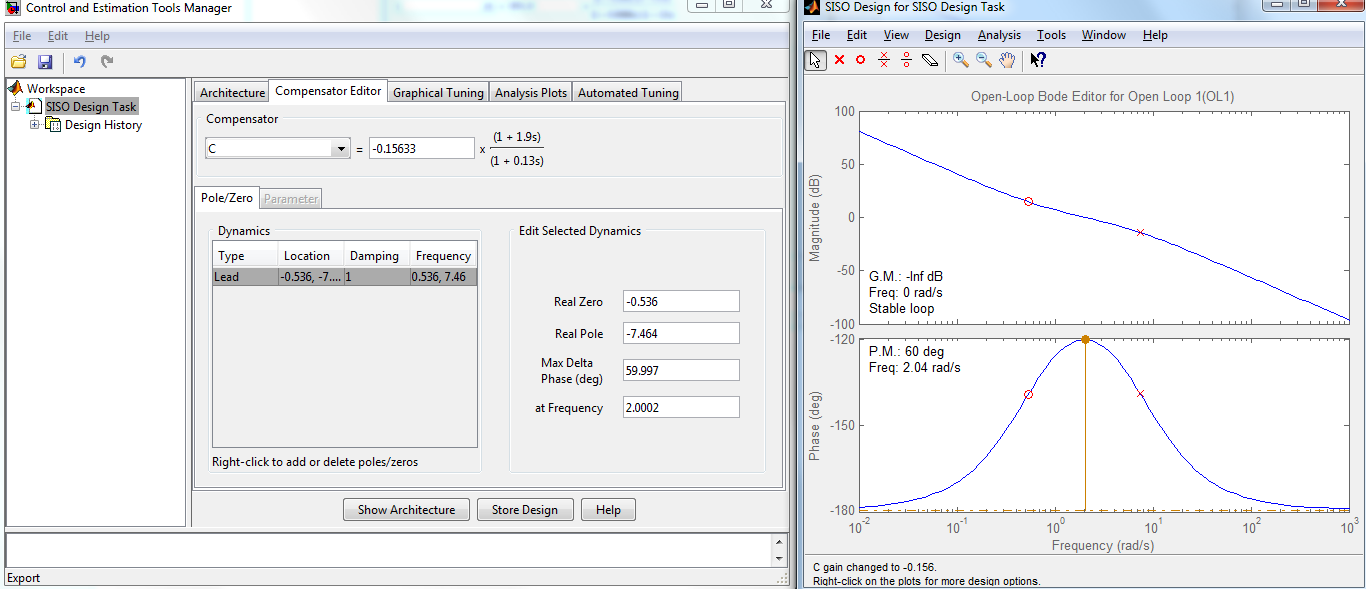 Control and Estimation Tools Manager
File Edit Help
Workspace
SISO Design Task
Design History
Architecture Compensator Editor Graphical Tuning Analysis Plots Automated Tuning
Compensator
C = -0.15633 x (1 + 1.9s)
(1 + 0.13s)
Pole/Zero Parameter
Dynamics
Type Location Damping Frequency
Lead -0.536, -7.... 1 0.536, 7.46
Right-click to add or delete poles/zeros
Edit Selected Dynamics
Real Zero -0.536
Real Pole -7.464
Max Delta
Phase (deg) 59.997
at Frequency 2.0002
Show Architecture Store Design Help
Export
SISO Design for SISO Design Task
File Edit View Design Analysis Tools Window Help
Open-Loop Bode Editor for Open Loop 1(OL1)
Magnitude (dB)
100
50
0
-50
-100
G.M.: -Inf dB
Freq: 0 rad/s
Stable loop
Phase (deg)
-120
-150
-180
P.M.: 60 deg
Freq: 2.04 rad/s
10^-2 10^-1 10^0 10^1 10^2 10^3
Frequency (rad/s)
C gain changed to -0.156.
Right-click on the plots for more design options.